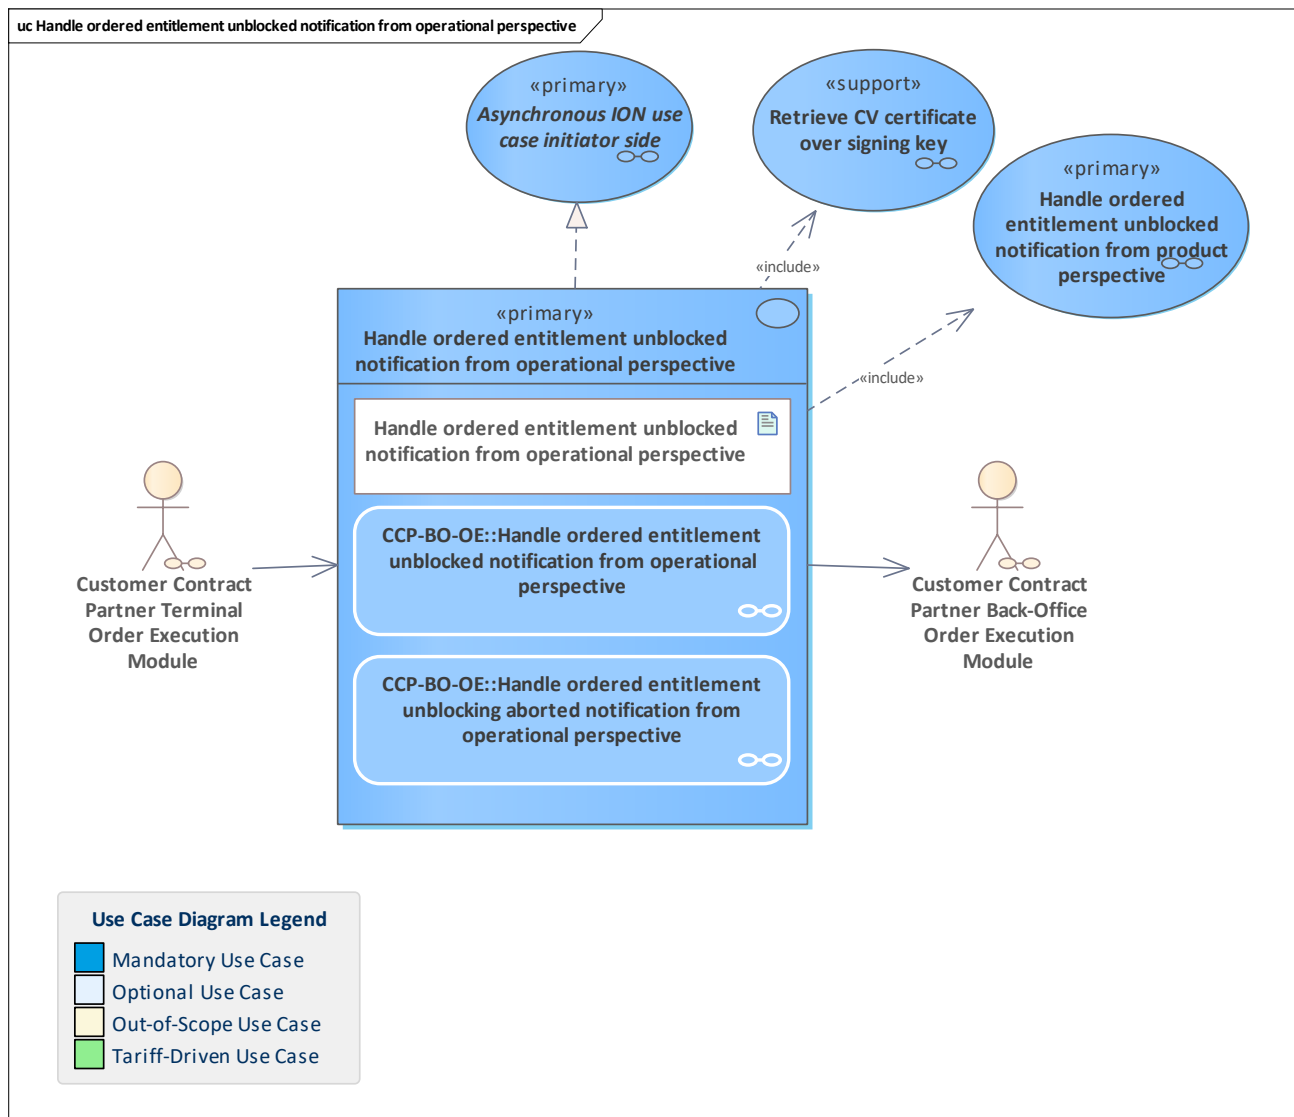 uc Handle ordered entitlement unblocked notification from operational perspective
«primary»
Asynchronous ION use
case initiator side
«support»
Retrieve CV certificate
over signing key
«primary»
Handle ordered
entitlement unblocked
notification from product
perspective
«include»
«include»
«primary»
Handle ordered entitlement unblocked
notification from operational perspective
Handle ordered entitlement unblocked
notification from operational perspective
CCP-BO-OE::Handle ordered entitlement
unblocked notification from operational
perspective
CCP-BO-OE::Handle ordered entitlement
unblocking aborted notification from
operational perspective
Customer Contract
Partner Terminal
Order Execution
Module
Customer Contract
Partner Back-Office
Order Execution
Module
Use Case Diagram Legend
Mandatory Use Case
Optional Use Case
Out-of-Scope Use Case
Tariff-Driven Use Case